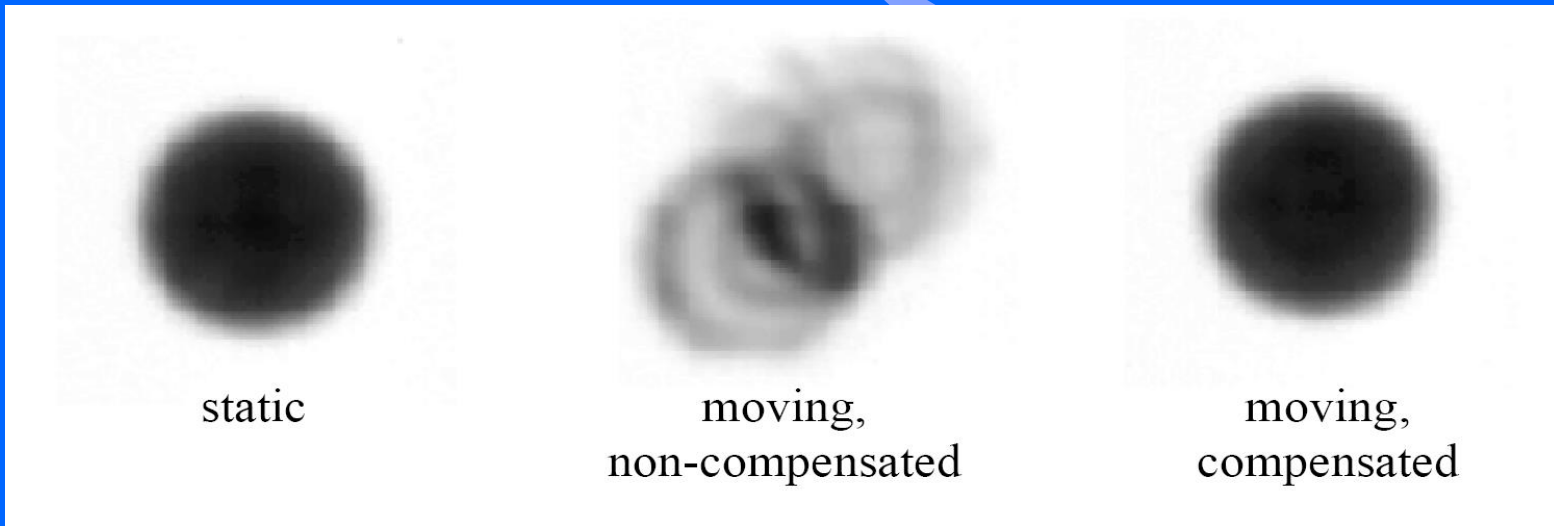 static
moving,
non-compensated
moving,
compensated